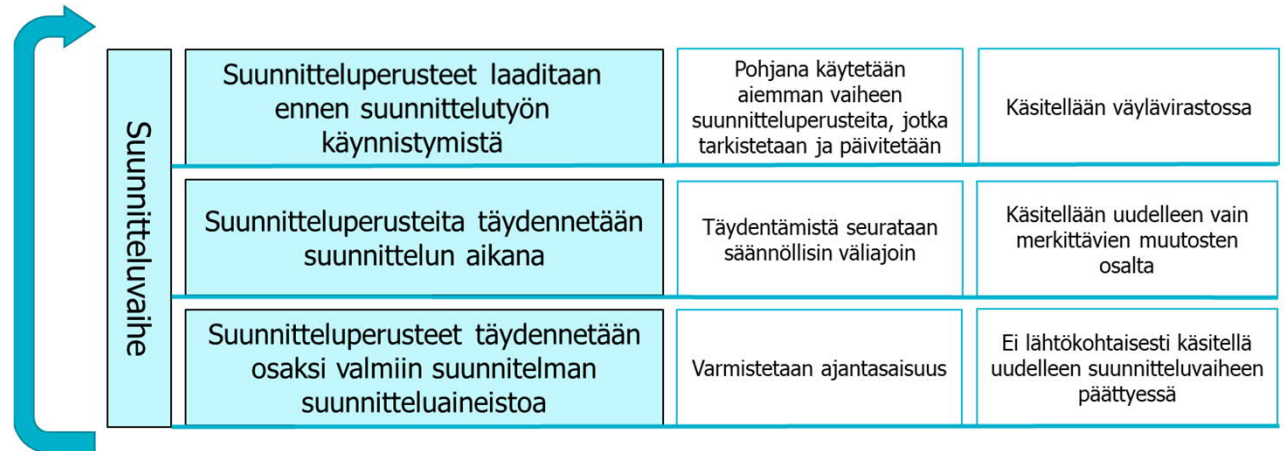 Suunnitteluvaihe
Suunnitteluperusteet laaditaan
ennen suunnittelutyön
käynnistymistä
Pohjana käytetään
aiemman vaiheen
suunnitteluperusteita, jotka
tarkistetaan ja päivitetään
Käsitellään väylävirastossa
Suunnitteluperusteita täydennetään
suunnittelun aikana
Täydentämistä seurataan
säännöllisin väliajoin
Käsitellään uudelleen vain
merkittävien muutosten
osalta
Suunnitteluperusteet täydennetään
osaksi valmiin suunnitelman
suunnitteluaineistoa
Varmistetaan ajantasaisuus
Ei lähtökohtaisesti käsitellä
uudelleen suunnitteluvaiheen
päättyessä